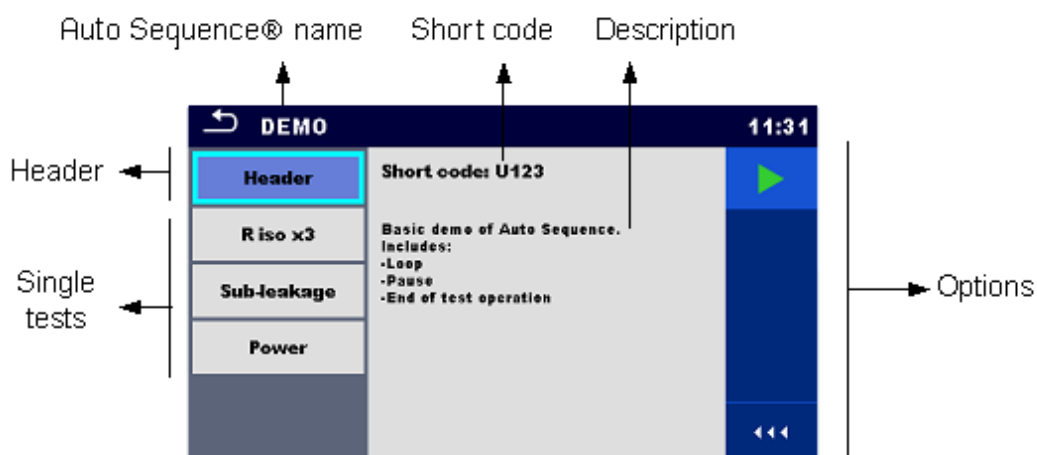 Auto Sequence® name Short code Description
DEMO 11:31
Header
Header
Short code: U123
R iso x3
Basic demo of Auto Sequence.
Includes:
-Loop
-Pause
-End of test operation
Single
tests
Sub-leakage
Options
Power